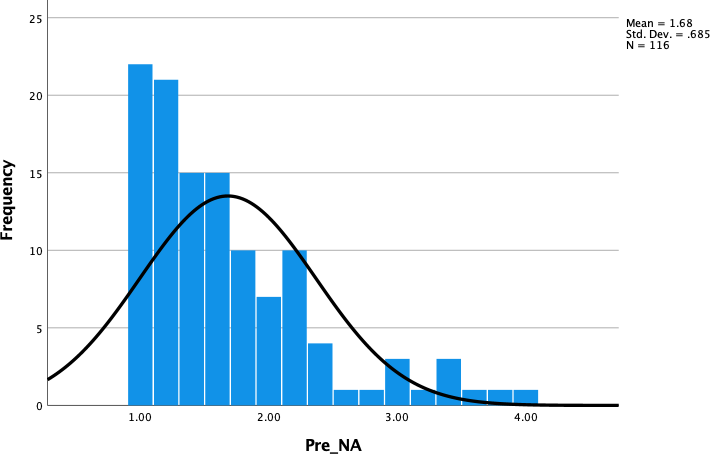 25
Mean = 1.68
Std. Dev. = .685
N = 116
20
15
10
5
0
Frequency
1.00 2.00 3.00 4.00
Pre_NA